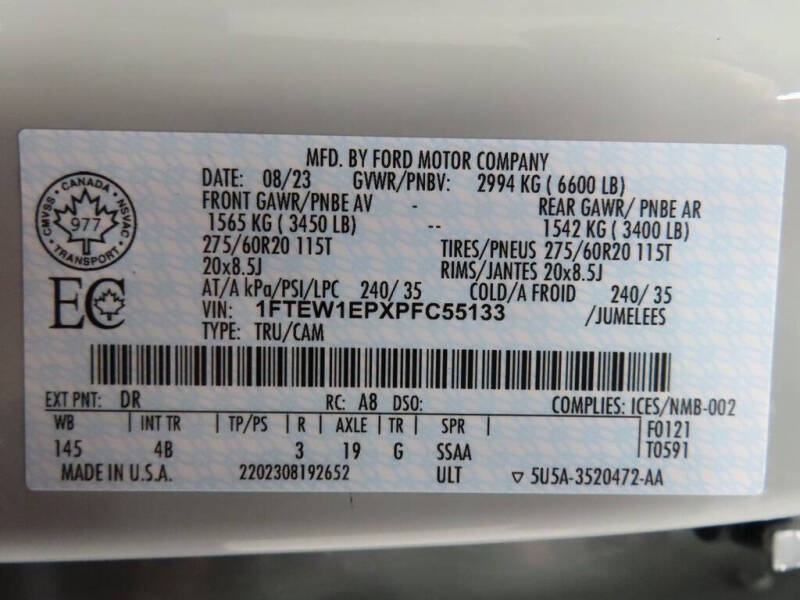 MFD. BY FORD MOTOR COMPANY
DATE: 08/23 GVWR/PNBV: 2994 KG ( 6600 LB)
FRONT GAWR/PNBE AV - REAR GAWR/ PNBE AR
1565 KG ( 3450 LB) -- 1542 KG ( 3400 LB)
275/60R20 115T TIRES/PNEUS 275/60R20 115T
20x8.5J RIMS/JANTES 20x8.5J
AT/A kPa/PSI/LPC 240/ 35 COLD/A FROID 240/ 35
VIN: 1FTEW1EPXPFC55133 /JUMELEES
TYPE: TRU/CAM
CANADA
CMVSS 977 NSVAC
TRANSPORT
EC
EXT PNT: DR RC: A8 DSO: COMPLIES: ICES/NMB-002
WB | INT TR | TP/PS | R | AXLE | TR | SPR | F0121
145 4B 3 19 G SSAA T0591
MADE IN U.S.A. 2202308192652 ULT ▽ 5U5A-3520472-AA